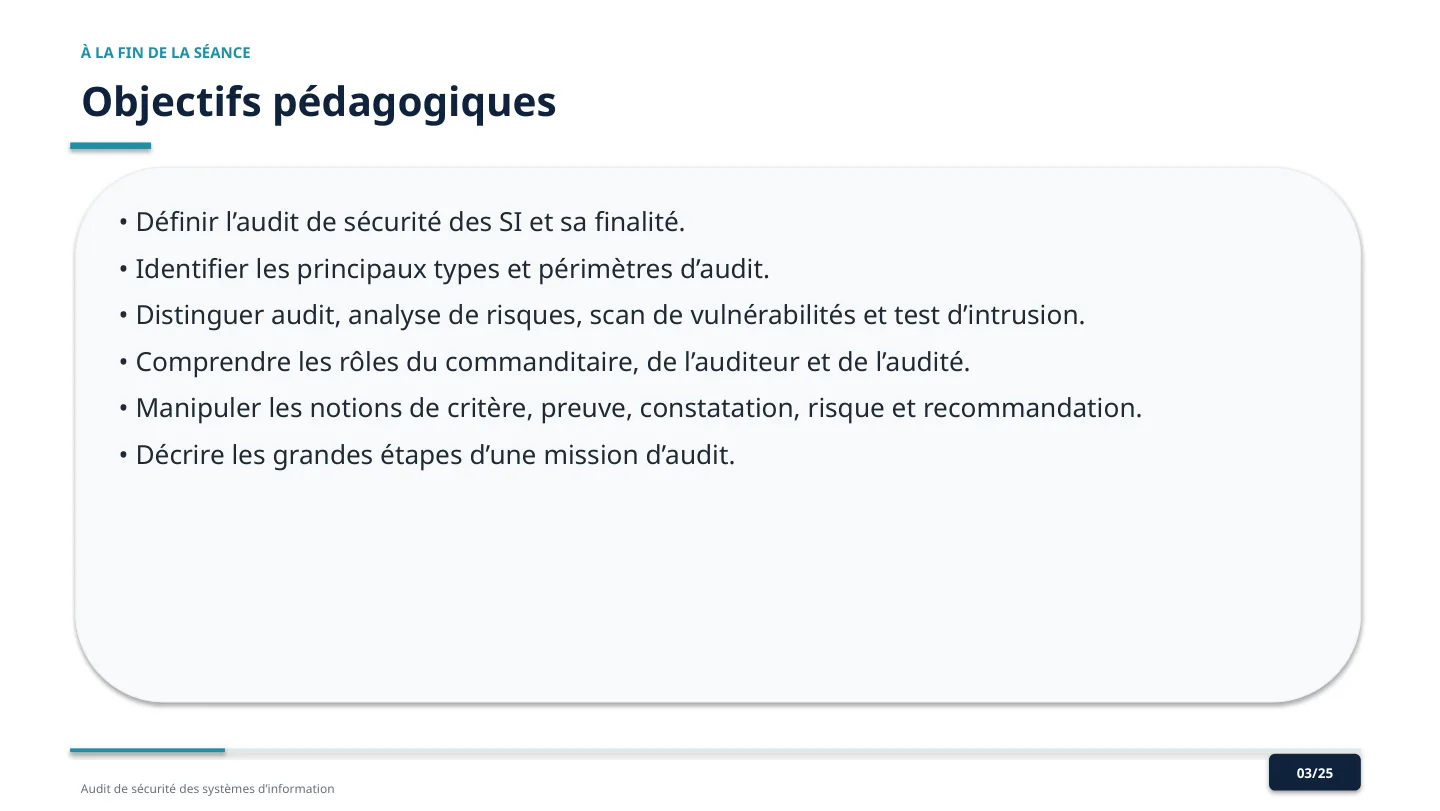 À LA FIN DE LA SÉANCE
Objectifs pédagogiques
• Définir l’audit de sécurité des SI et sa finalité.
• Identifier les principaux types et périmètres d’audit.
• Distinguer audit, analyse de risques, scan de vulnérabilités et test d’intrusion.
• Comprendre les rôles du commanditaire, de l’auditeur et de l’audité.
• Manipuler les notions de critère, preuve, constatation, risque et recommandation.
• Décrire les grandes étapes d’une mission d’audit.
03/25
Audit de sécurité des systèmes d’information